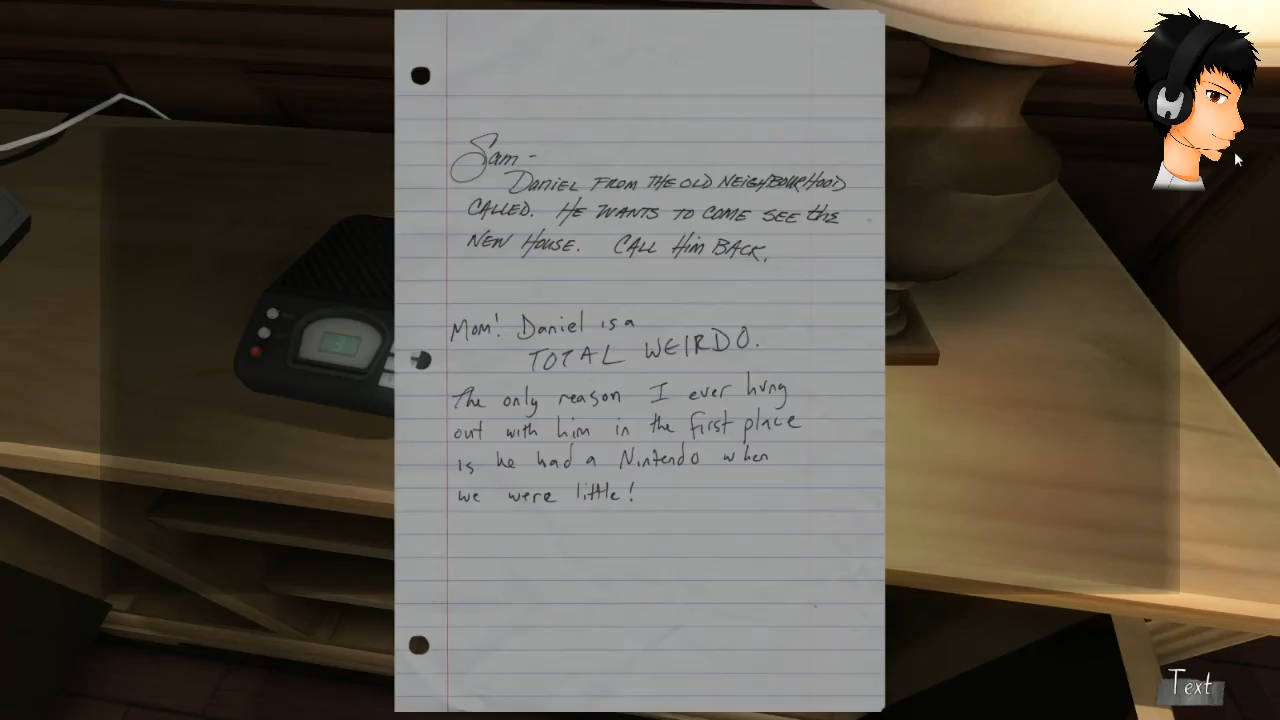 Sam -
DANIEL FROM THE OLD NEIGHBOURHOOD
CALLED. HE WANTS TO COME SEE the
NEW HOUSE. CALL HiM BACK.
Mom! Daniel is a
TOTAL WEIRDO.
The only reason I ever hung
out with him in the first place
is he had a Nintendo when
we were little!
3
Text